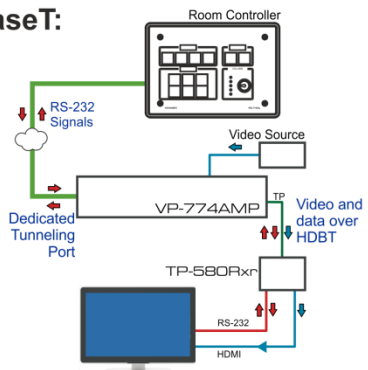 aseT:
Room Controller
RS-232
Signals
Video Source
VP-774AMP
TP
Dedicated
Tunneling
Port
Video and
data over
HDBT
TP-580Rxr
RS-232
HDMI